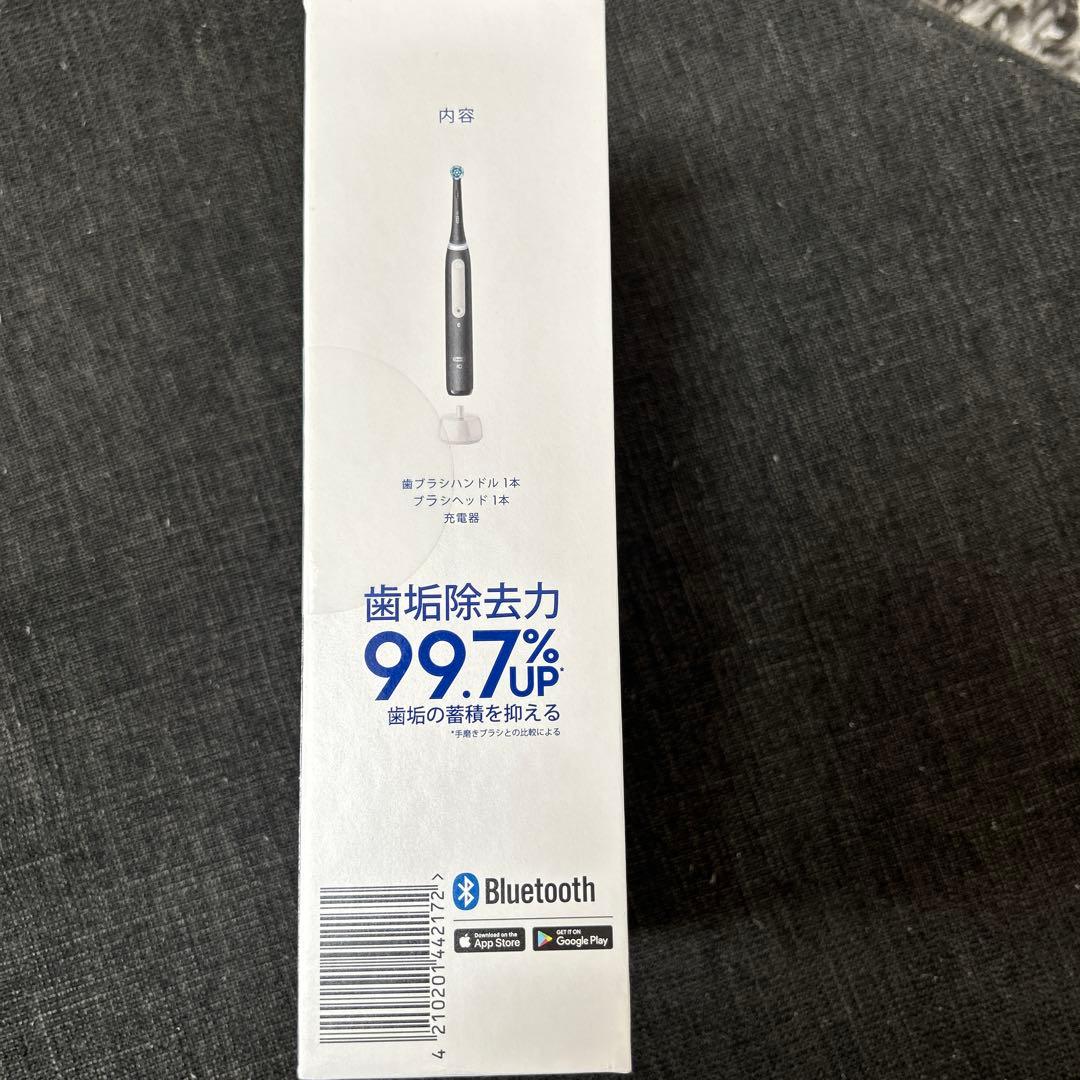 内容
歯ブラシハンドル 1本
ブラシヘッド 1本
充電器
歯垢除去力
99.7%UP*
歯垢の蓄積を抑える
*手磨きブラシとの比較による
Bluetooth
Download on the App Store
GET IT ON Google Play
4 210201 442172 >